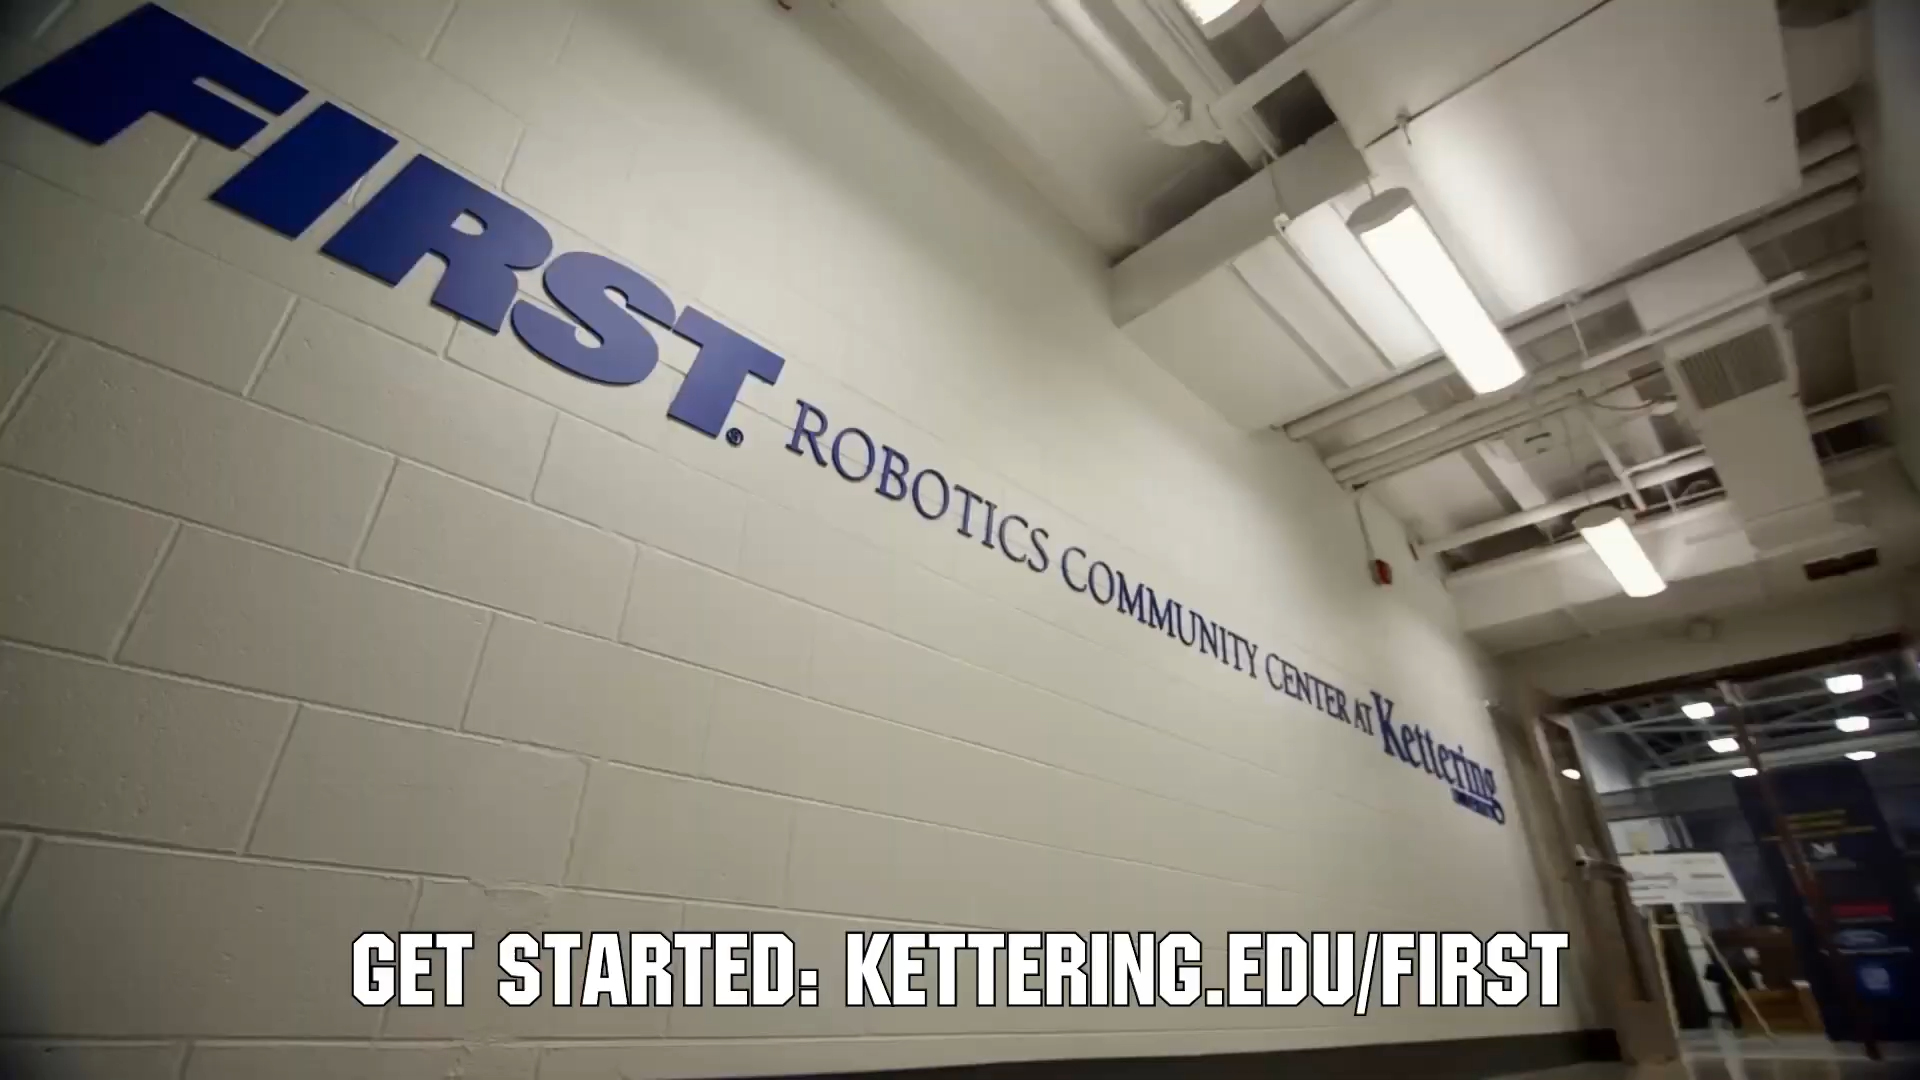 FIRST® ROBOTICS COMMUNITY CENTER AT Kettering
GET STARTED: KETTERING.EDU/FIRST